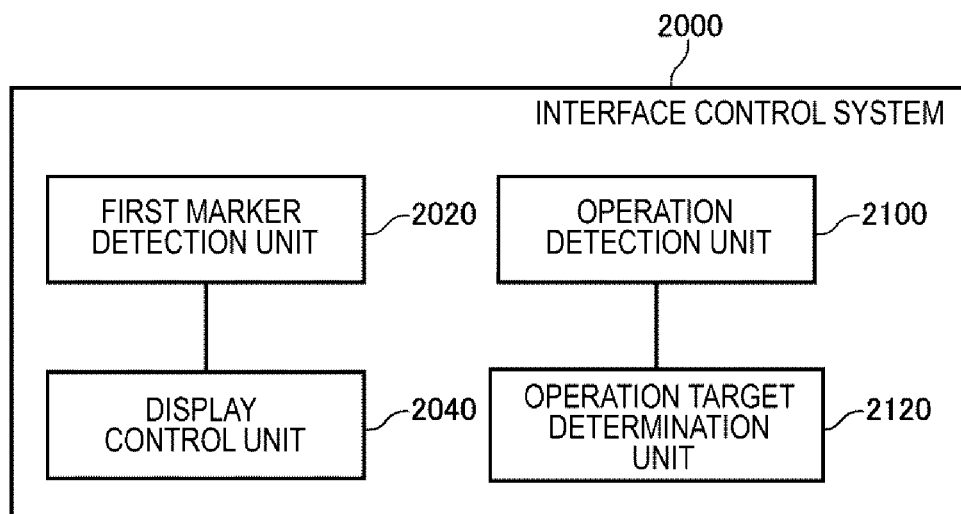 2000
INTERFACE CONTROL SYSTEM
FIRST MARKER
DETECTION UNIT
2020
OPERATION
DETECTION UNIT
2100
DISPLAY
CONTROL UNIT
2040
OPERATION TARGET
DETERMINATION
UNIT
2120